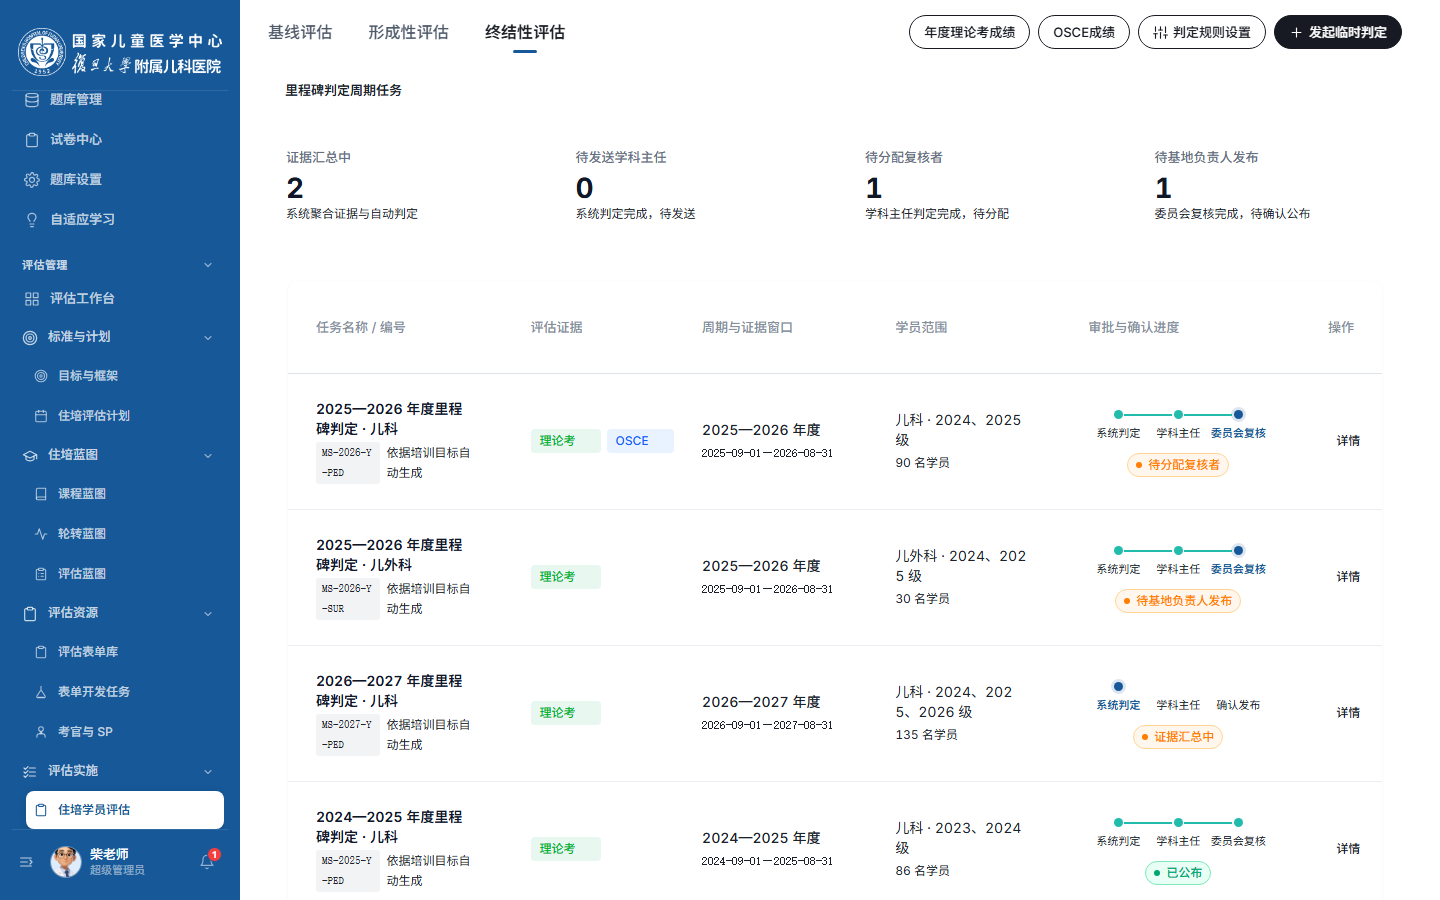 国家儿童医学中心
復旦大学附属儿科医院
题库管理
试卷中心
题库设置
自适应学习
评估管理
评估工作台
标准与计划
目标与框架
住培评估计划
住培蓝图
课程蓝图
轮转蓝图
评估蓝图
评估资源
评估表单库
表单开发任务
考官与 SP
评估实施
住培学员评估
柴老师
超级管理员
1
基线评估 形成性评估 终结性评估
年度理论考成绩 OSCE成绩 判定规则设置 发起临时判定
里程碑判定周期任务
证据汇总中 待发送学科主任 待分配复核者 待基地负责人发布
2 0 1 1
系统聚合证据与自动判定 系统判定完成，待发送 学科主任判定完成，待分配 委员会复核完成，待确认公布
任务名称 / 编号 评估证据 周期与证据窗口 学员范围 审批与确认进度 操作
2025—2026 年度里程
碑判定 · 儿科
MS-2026-Y
-PED
依据培训目标自
动生成
理论考 OSCE
2025—2026 年度
2025-09-01—2026-08-31
儿科 · 2024、2025
级
90 名学员
系统判定 学科主任 委员会复核
待分配复核者
详情
2025—2026 年度里程
碑判定 · 儿外科
MS-2026-Y
-SUR
依据培训目标自
动生成
理论考
2025—2026 年度
2025-09-01—2026-08-31
儿外科 · 2024、202
5 级
30 名学员
系统判定 学科主任 委员会复核
待基地负责人发布
详情
2026—2027 年度里程
碑判定 · 儿科
MS-2027-Y
-PED
依据培训目标自
动生成
理论考
2026—2027 年度
2026-09-01—2027-08-31
儿科 · 2024、202
5、2026 级
135 名学员
系统判定 学科主任 确认发布
证据汇总中
详情
2024—2025 年度里程
碑判定 · 儿科
MS-2025-Y
-PED
依据培训目标自
动生成
理论考
2024—2025 年度
2024-09-01—2025-08-31
儿科 · 2023、2024
级
86 名学员
系统判定 学科主任 委员会复核
已公布
详情